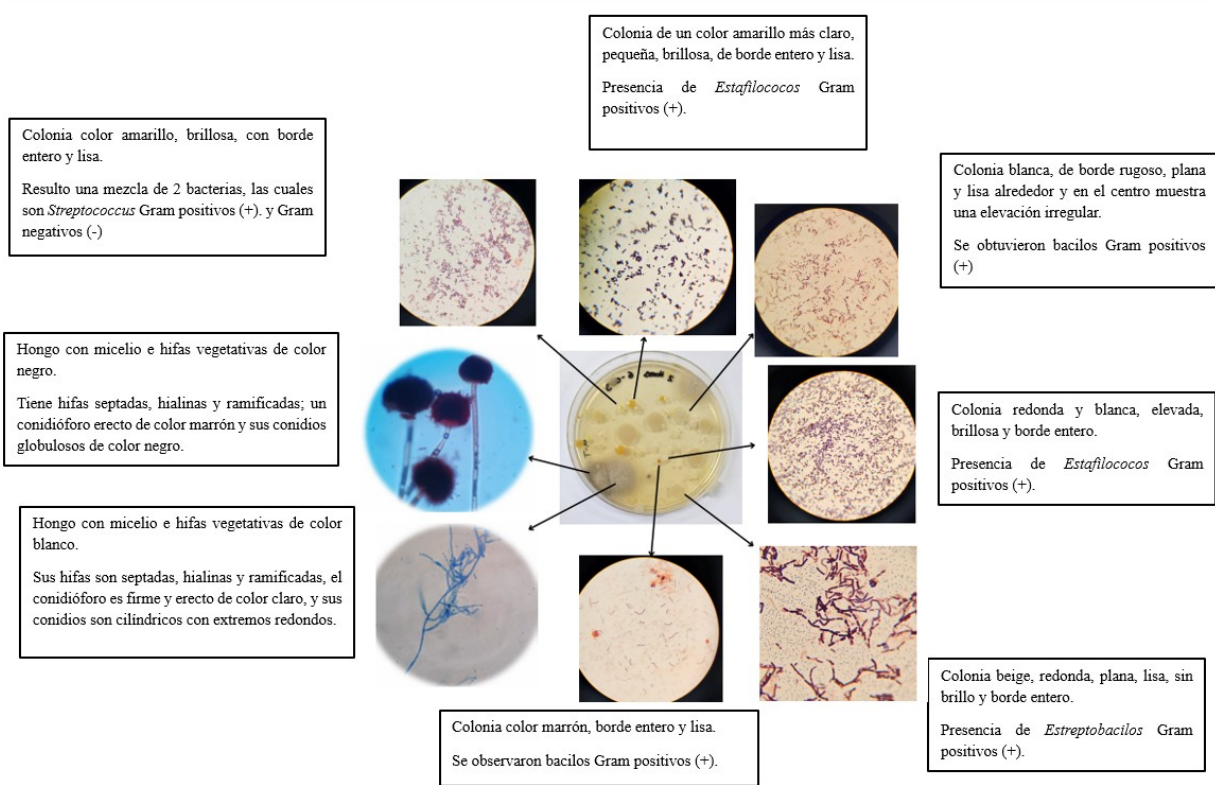 Colonia de un color amarillo más claro,
pequeña, brillosa, de borde entero y lisa.
Presencia de Estafilococos Gram
positivos (+).
Colonia color amarillo, brillosa, con borde
entero y lisa.
Resulto una mezcla de 2 bacterias, las cuales
son Streptococcus Gram positivos (+). y Gram
negativos (-)
Colonia blanca, de borde rugoso, plana
y lisa alrededor y en el centro muestra
una elevación irregular.
Se obtuvieron bacilos Gram positivos
(+)
Hongo con micelio e hifas vegetativas de color
negro.
Tiene hifas septadas, hialinas y ramificadas; un
conidióforo erecto de color marrón y sus conidios
globulosos de color negro.
Colonia redonda y blanca, elevada,
brillosa y borde entero.
Presencia de Estafilococos Gram
positivos (+).
Hongo con micelio e hifas vegetativas de color
blanco.
Sus hifas son septadas, hialinas y ramificadas, el
conidióforo es firme y erecto de color claro, y sus
conidios son cilíndricos con extremos redondos.
Colonia beige, redonda, plana, lisa, sin
brillo y borde entero.
Presencia de Estreptobacilos Gram
positivos (+).
Colonia color marrón, borde entero y lisa.
Se observaron bacilos Gram positivos (+).